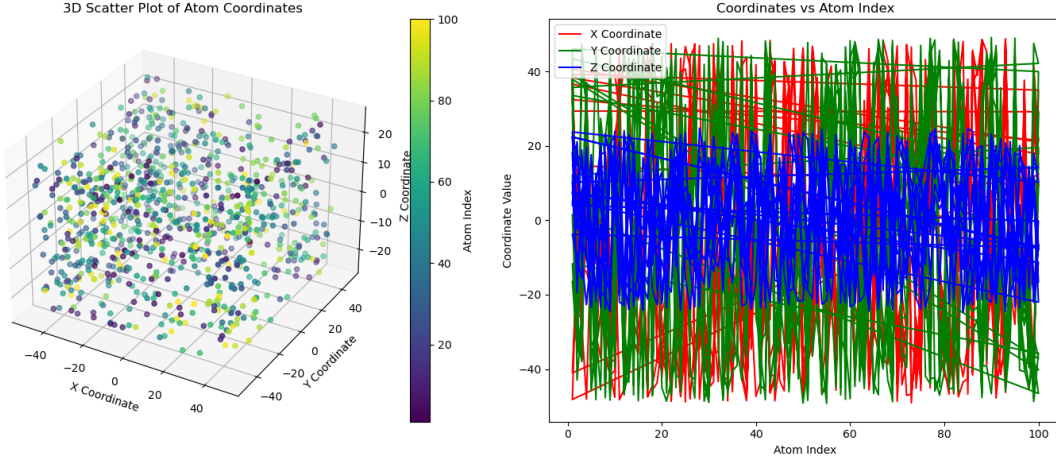 3D Scatter Plot of Atom Coordinates
−40
−20
0
20
40
X Coordinate
−40
−20
0
20
40
Y Coordinate
−20
−10
0
10
20
Z Coordinate
100
80
60
40
20
Atom Index
Coordinates vs Atom Index
X Coordinate
Y Coordinate
Z Coordinate
40
20
0
−20
−40
Coordinate Value
0
20
40
60
80
100
Atom Index